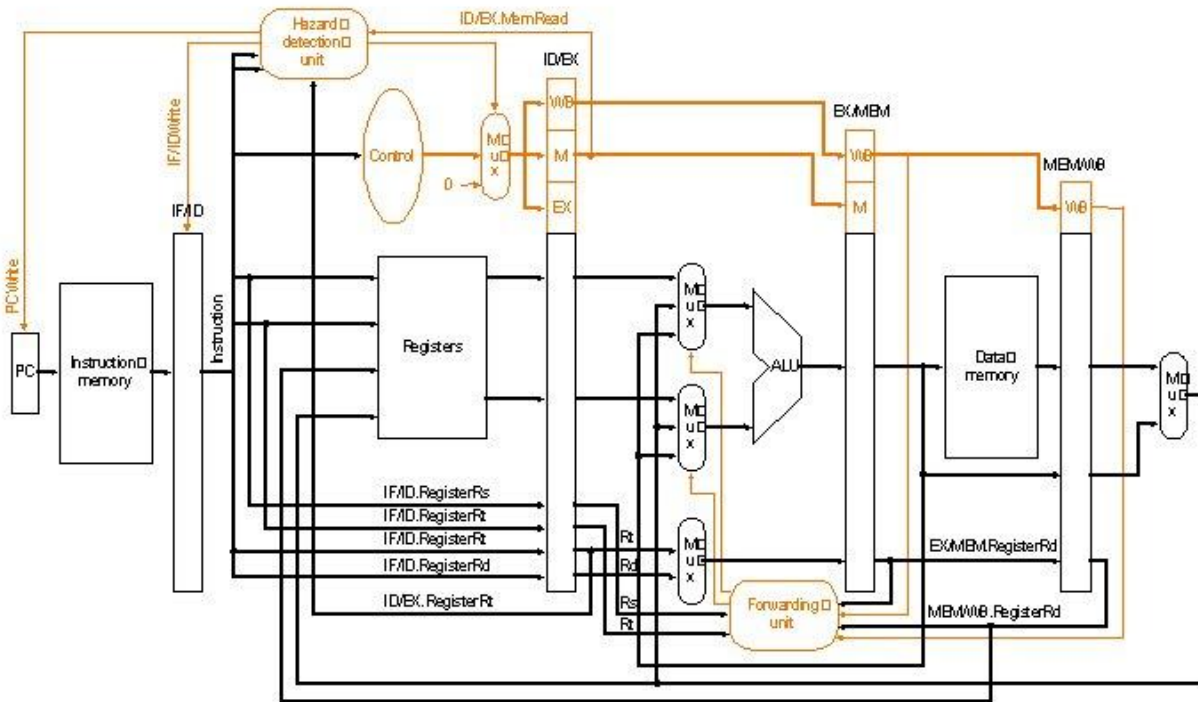 Hazard
detection
unit
ID/EX.MemRead
ID/EX
WB
EX/MEM
IF/IDWrite
Control
M
u
x
M
WB
MEM/WB
0
EX
M
WB
IF/ID
PCWrite
Instruction
PC
Instruction
memory
Registers
M
u
x
ALU
Data
memory
M
u
x
M
u
x
IF/ID.RegisterRs
IF/ID.RegisterRt
IF/ID.RegisterRt
Rt
M
u
x
EX/MEM.RegisterRd
IF/ID.RegisterRd
Rd
ID/EX.RegisterRt
Rs
Rt
Forwarding
unit
MEM/WB.RegisterRd